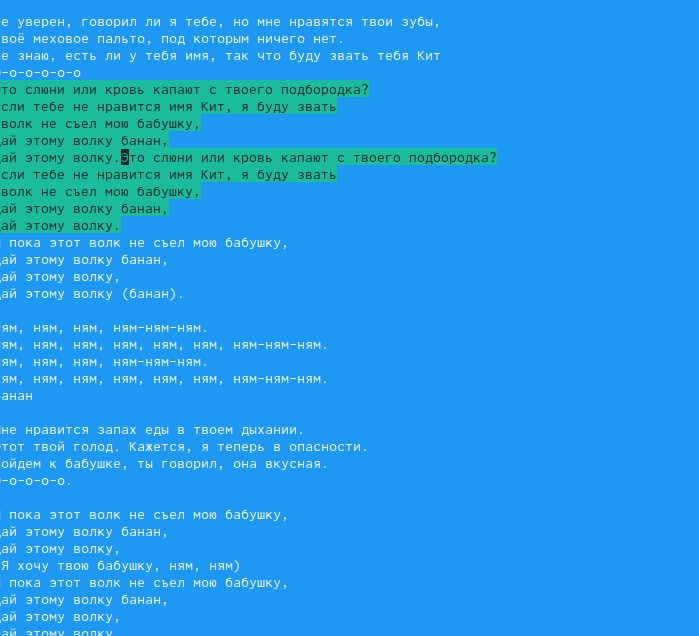 е уверен, говорил ли я тебе, но мне нравятся твои зубы,
воё меховое пальто, под которым ничего нет.
е знаю, есть ли у тебя имя, так что буду звать тебя Кит
-о-о-о-о-о
то слюни или кровь капают с твоего подбородка?
сли тебе не нравится имя Кит, я буду звать
волк не съел мою бабушку,
ай этому волку банан,
ай этому волку.Это слюни или кровь капают с твоего подбородка?
сли тебе не нравится имя Кит, я буду звать
волк не съел мою бабушку,
ай этому волку банан,
ай этому волку.
пока этот волк не съел мою бабушку,
ай этому волку банан,
ай этому волку,
ай этому волку (банан).
ям, ням, ням, ням-ням-ням.
ям, ням, ням, ням, ням, ням, ням-ням-ням.
ям, ням, ням, ням-ням-ням.
ям, ням, ням, ням, ням, ням, ням-ням-ням.
анан
не нравится запах еды в твоем дыхании.
тот твой голод. Кажется, я теперь в опасности.
ойдем к бабушке, ты говорил, она вкусная.
-о-о-о-о.
пока этот волк не съел мою бабушку,
ай этому волку банан,
ай этому волку,
Я хочу твою бабушку, ням, ням)
пока этот волк не съел мою бабушку,
ай этому волку банан,
ай этому волку,
ай этому волку